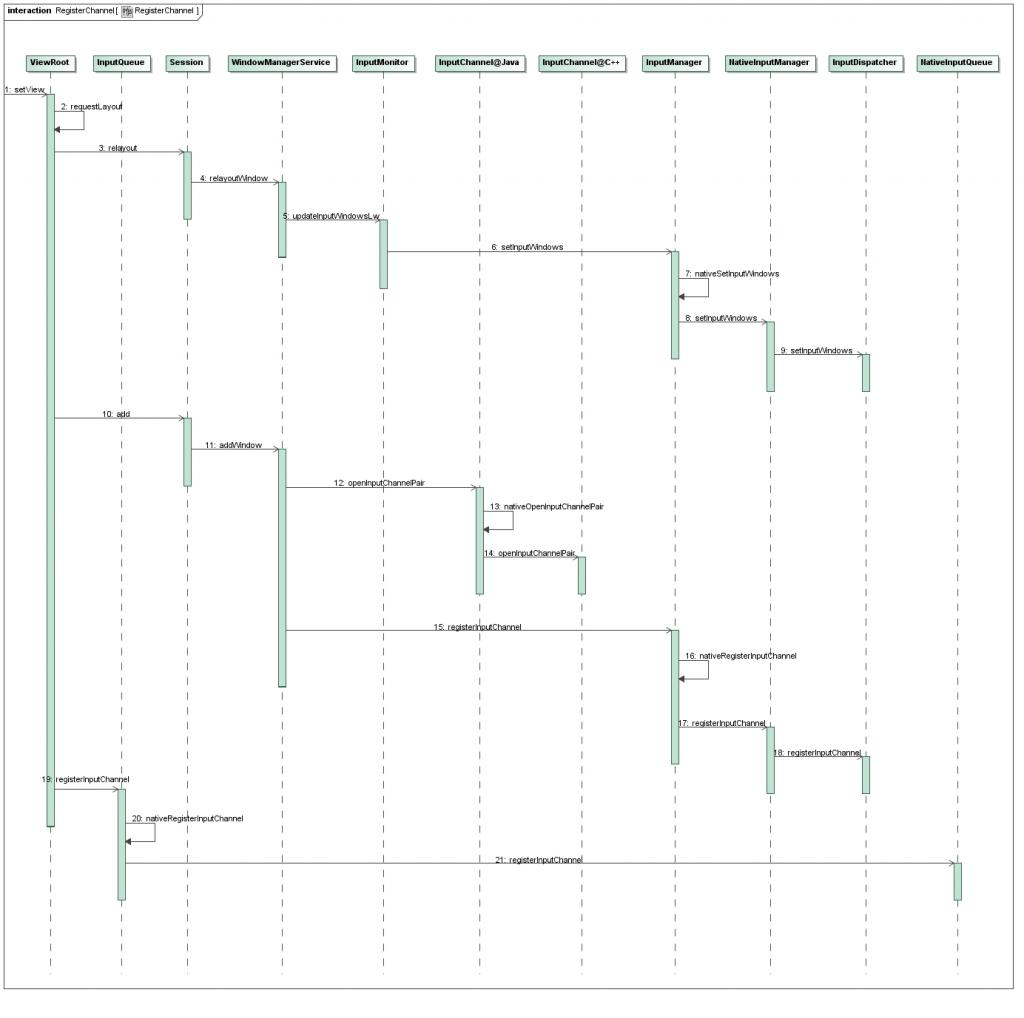 interaction RegisterChannel[ RegisterChannel ]
ViewRoot InputQueue Session WindowManagerService InputMonitor InputChannel@Java InputChannel@C++ InputManager NativeInputManager InputDispatcher NativeInputQueue
1: setView
2: requestLayout
3: relayout
4: relayoutWindow
5: updateInputWindowsLw
6: setInputWindows
7: nativeSetInputWindows
8: setInputWindows
9: setInputWindows
10: add
11: addWindow
12: openInputChannelPair
13: nativeOpenInputChannelPair
14: openInputChannelPair
15: registerInputChannel
16: nativeRegisterInputChannel
17: registerInputChannel
18: registerInputChannel
19: registerInputChannel
20: nativeRegisterInputChannel
21: registerInputChannel